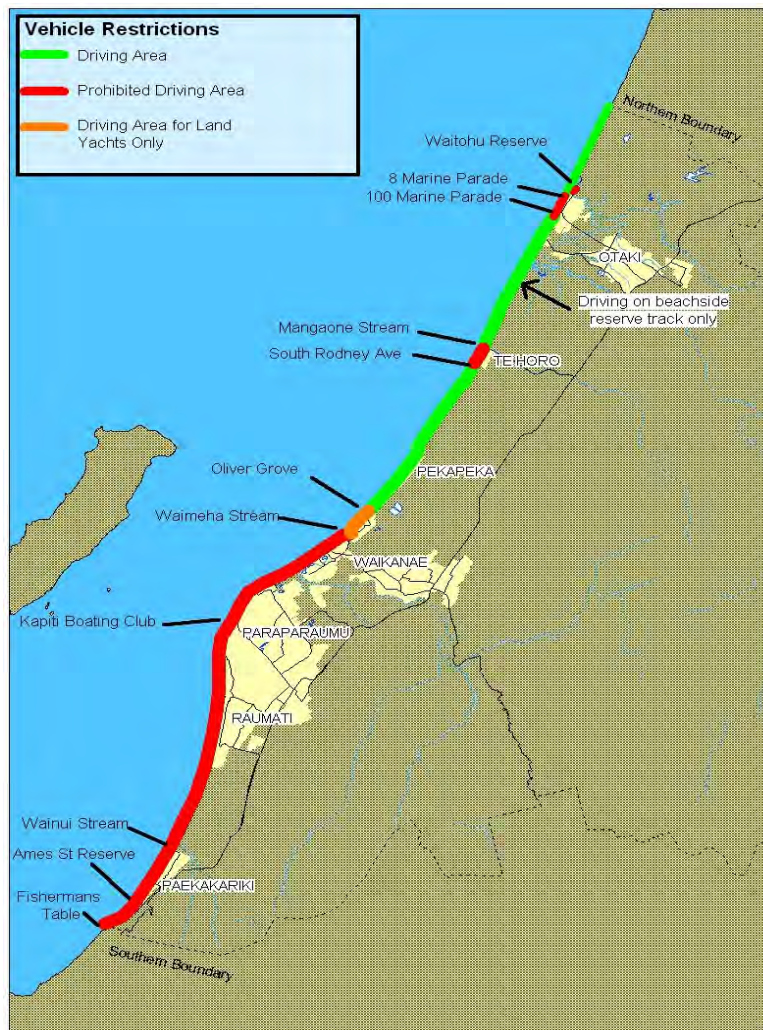 Vehicle Restrictions
Driving Area
Prohibited Driving Area
Driving Area for Land
Yachts Only
Northern Boundary
Waitohu Reserve
8 Marine Parade
100 Marine Parade
OTAKI
Driving on beachside
reserve track only
Mangaone Stream
South Rodney Ave
TE HORO
PEKAPEKA
Oliver Grove
Waimeha Stream
WAIKANAE
Kapiti Boating Club
PARAPARAUMU
RAUMATI
Wainui Stream
Ames St Reserve
PAEKAKARIKI
Fishermans
Table
Southern Boundary